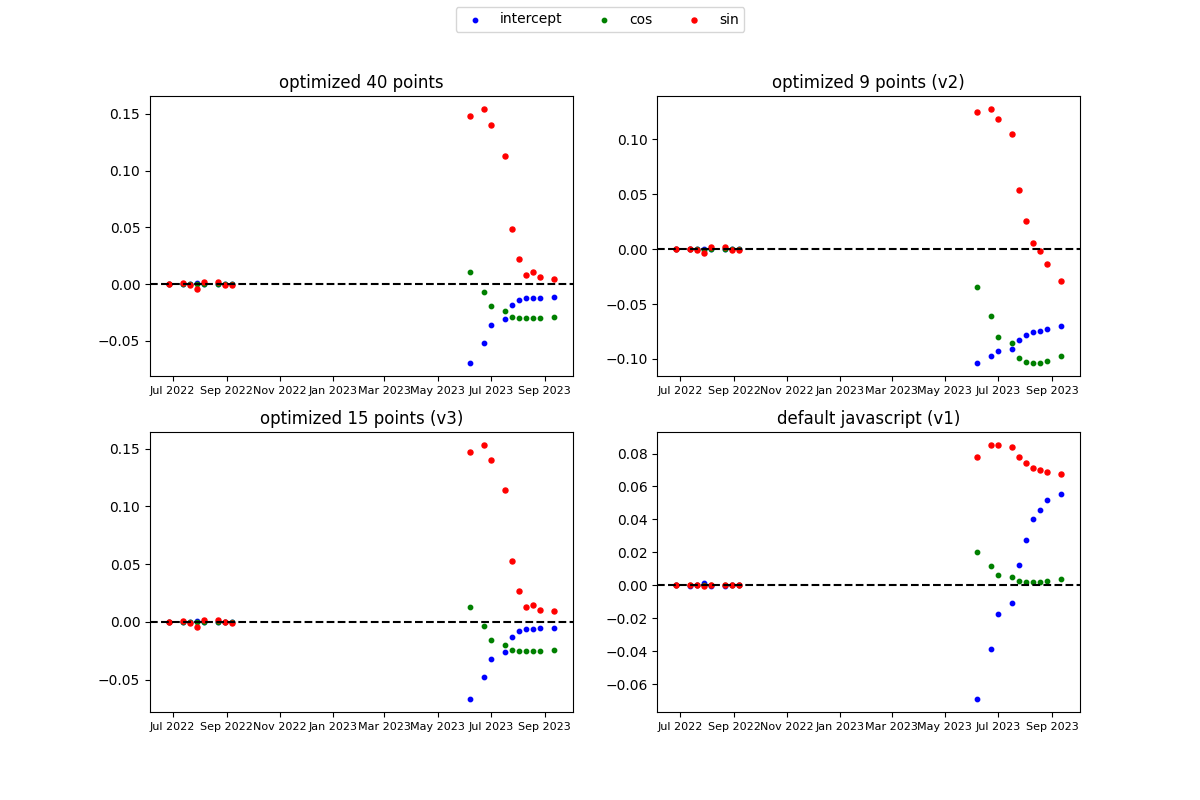 intercept cos sin
optimized 40 points
0.15
0.10
0.05
0.00
−0.05
Jul 2022 Sep 2022 Nov 2022 Jan 2023 Mar 2023 May 2023 Jul 2023 Sep 2023
optimized 9 points (v2)
0.10
0.05
0.00
−0.05
−0.10
Jul 2022 Sep 2022 Nov 2022 Jan 2023 Mar 2023 May 2023 Jul 2023 Sep 2023
optimized 15 points (v3)
0.15
0.10
0.05
0.00
−0.05
Jul 2022 Sep 2022 Nov 2022 Jan 2023 Mar 2023 May 2023 Jul 2023 Sep 2023
default javascript (v1)
0.08
0.06
0.04
0.02
0.00
−0.02
−0.04
−0.06
Jul 2022 Sep 2022 Nov 2022 Jan 2023 Mar 2023 May 2023 Jul 2023 Sep 2023